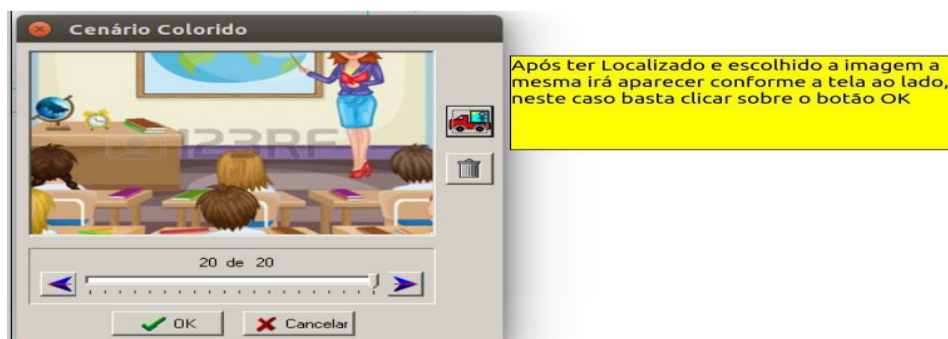 Cenário Colorido
123RF
20 de 20
OK
Cancelar
Após ter Localizado e escolhido a imagem a
mesma irá aparecer conforme a tela ao lado,
neste caso basta clicar sobre o botão OK